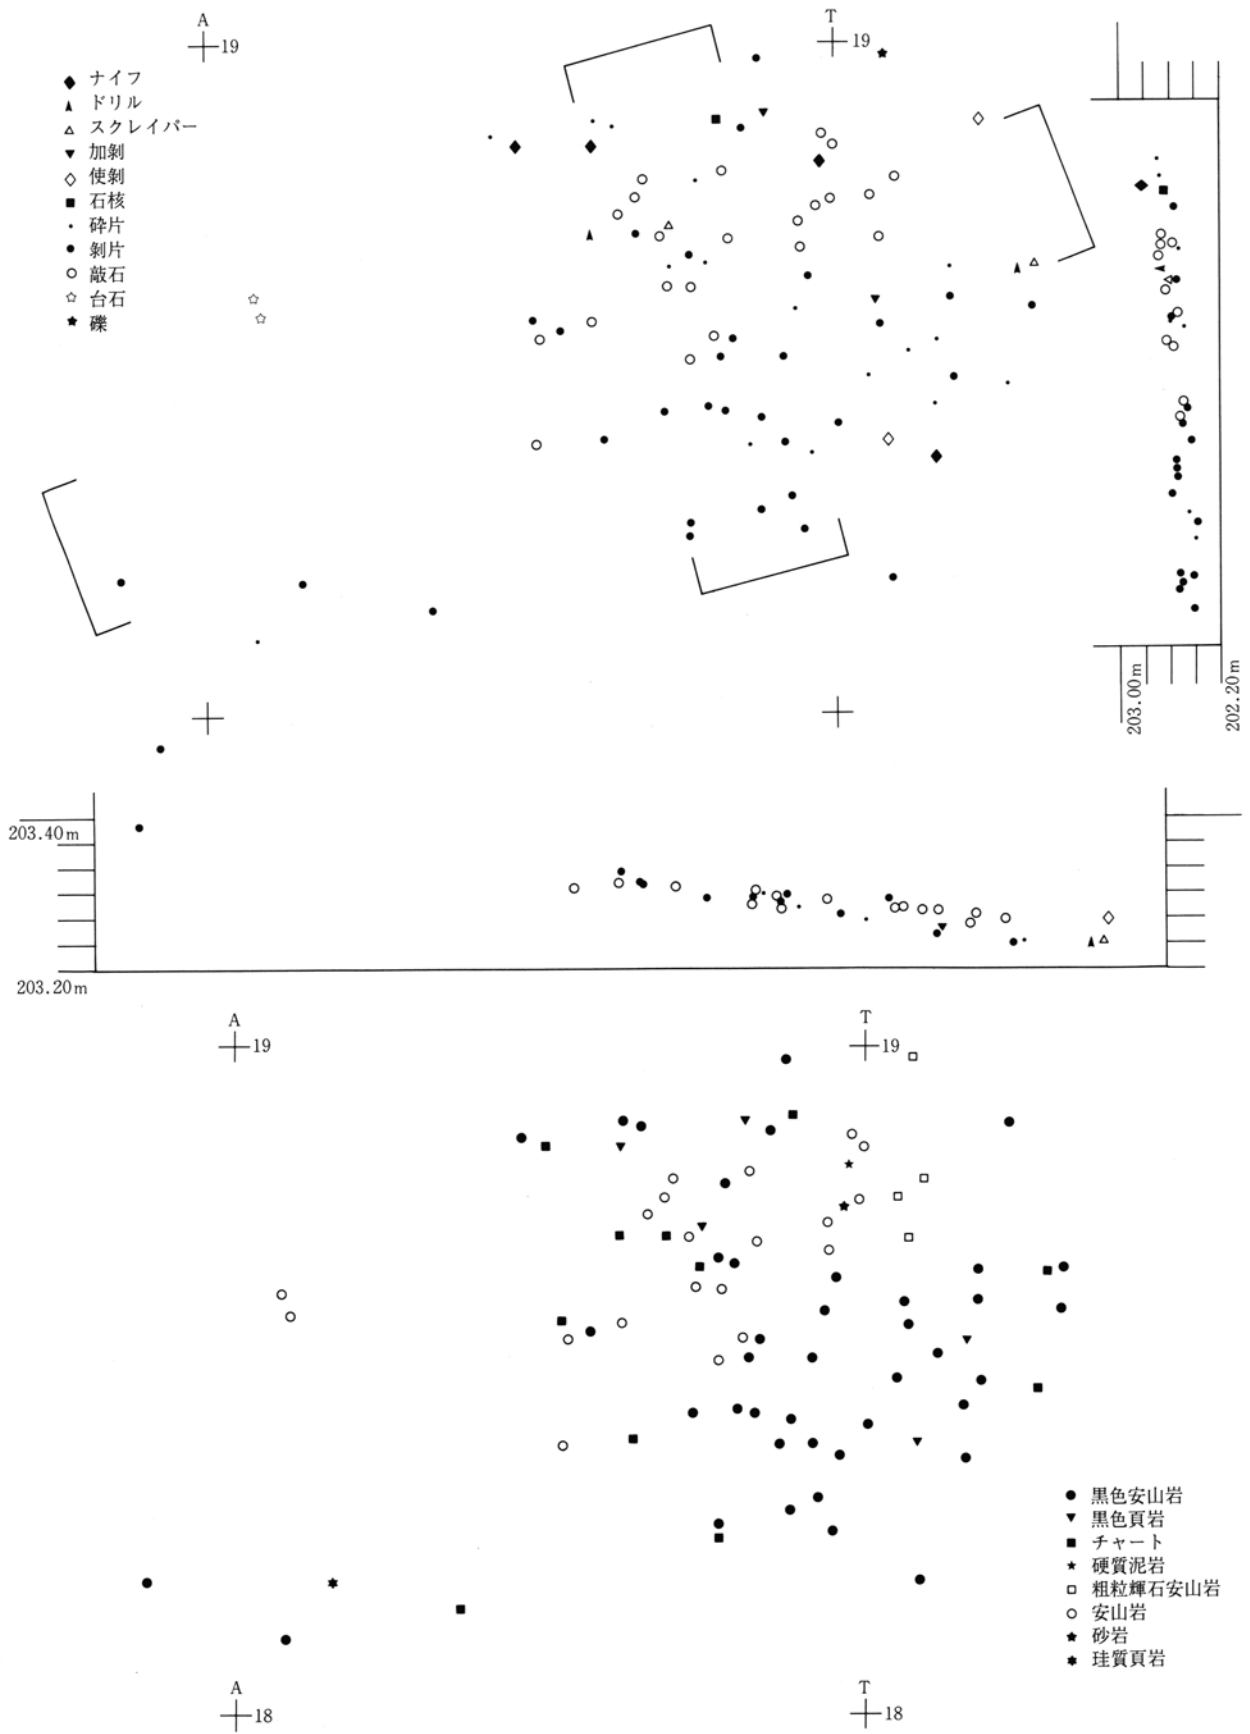 A
19
T
19
ナイフ
ドリル
スクレイパー
加剝
使剝
石核
砕片
剝片
敲石
台石
礫
203.00m
202.20m
203.40m
203.20m
A
19
T
19
黒色安山岩
黒色頁岩
チャート
硬質泥岩
粗粒輝石安山岩
安山岩
砂岩
珪質頁岩
A
18
T
18